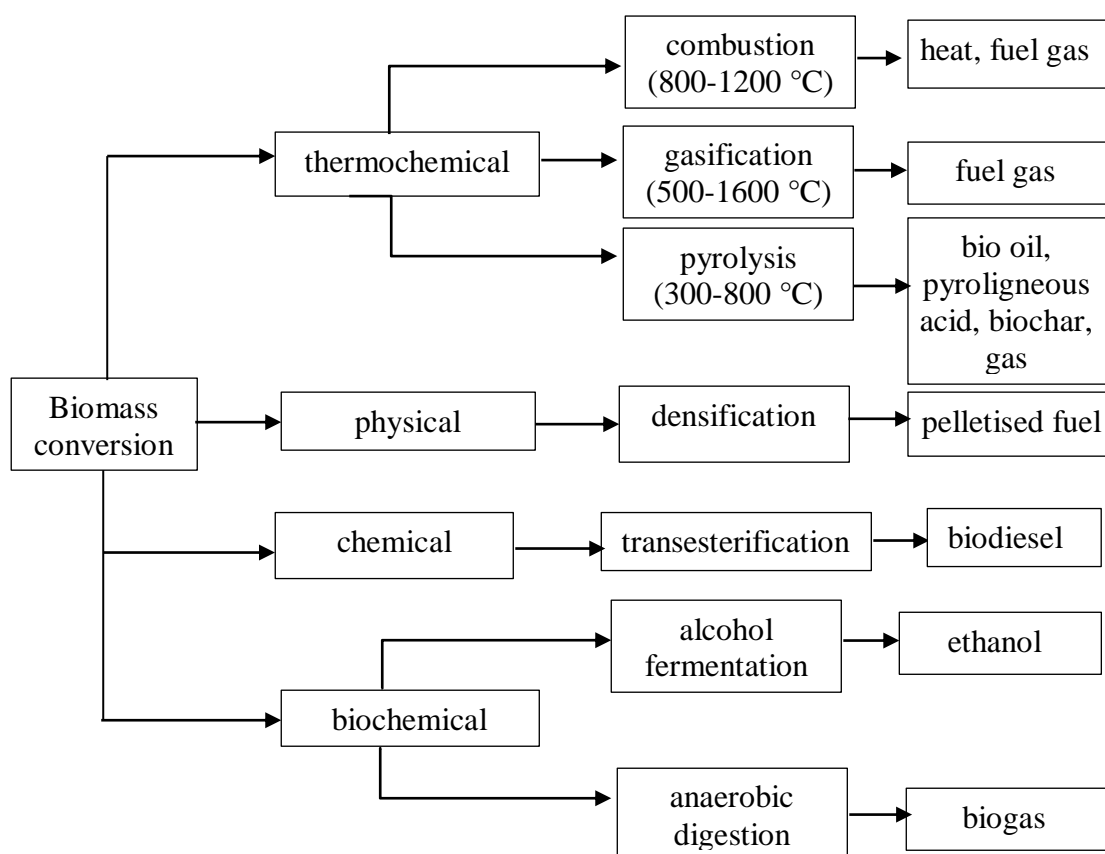 combustion
(800-1200 °C)
heat, fuel gas
thermochemical
gasification
(500-1600 °C)
fuel gas
pyrolysis
(300-800 °C)
bio oil,
pyroligneous
acid, biochar,
gas
Biomass
conversion
physical
densification
pelletised fuel
chemical
transesterification
biodiesel
alcohol
fermentation
ethanol
biochemical
anaerobic
digestion
biogas